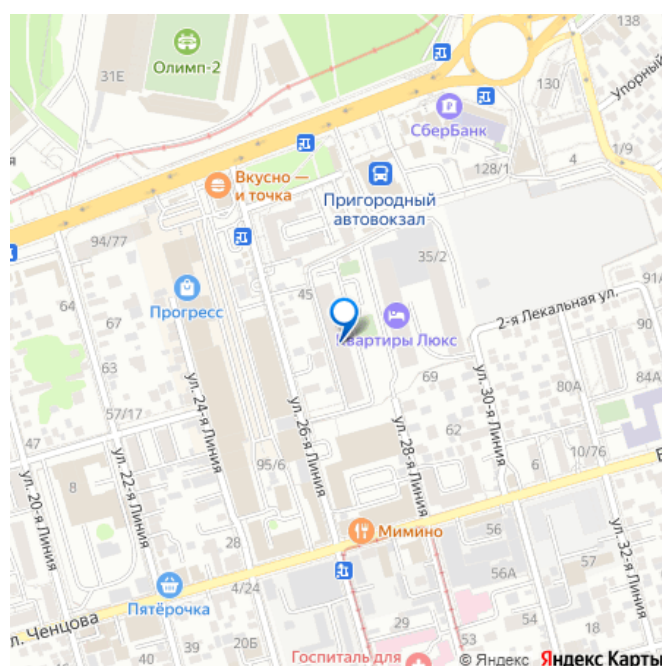 138
31Е
Олимп-2
130
Упорный
СберБанк
1/9
128/1
4
Вкусно —
и точка
Пригородный
автовокзал
94/77
35/2
91А
64
Прогресс
45
2-я Лекальная ул.
Квартиры Люкс
90
63
69
80А
84А
57/17
47
ул. 24-я Линия
ул. 26-я Линия
ул. 28-я Линия
ул. 30-я Линия
62
95/6
6
10/76
8
ул. 20-я Линия
ул. 22-я Линия
ул. 32-я Линия
28
Мимино
56
57
56А
Пятёрочка
4/24
л. Ченцова
39
20Б
48
29
54
53
Госпиталь для
© Яндекс Яндекс Карты